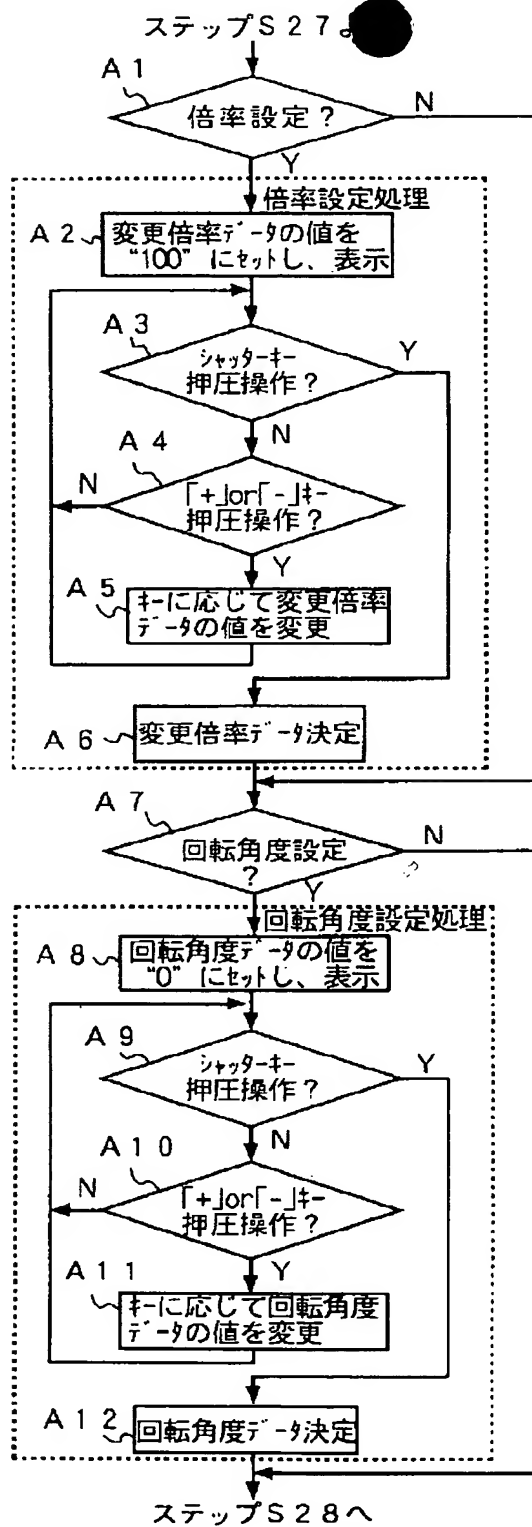 ステップS27よ
A1
倍率設定?
N
Y
倍率設定処理
A2
変更倍率データの値を
“100”にセットし、表示
A3
シャッターキー
押圧操作?
Y
N
A4
「+」or「-」キー
押圧操作?
N
Y
A5
キーに応じて変更倍率
データの値を変更
A6
変更倍率データ決定
A7
回転角度設定
?
N
Y
回転角度設定処理
A8
回転角度データの値を
“0”にセットし、表示
A9
シャッターキー
押圧操作?
Y
N
A10
「+」or「-」キー
押圧操作?
N
Y
A11
キーに応じて回転角度
データの値を変更
A12
回転角度データ決定
ステップS28へ